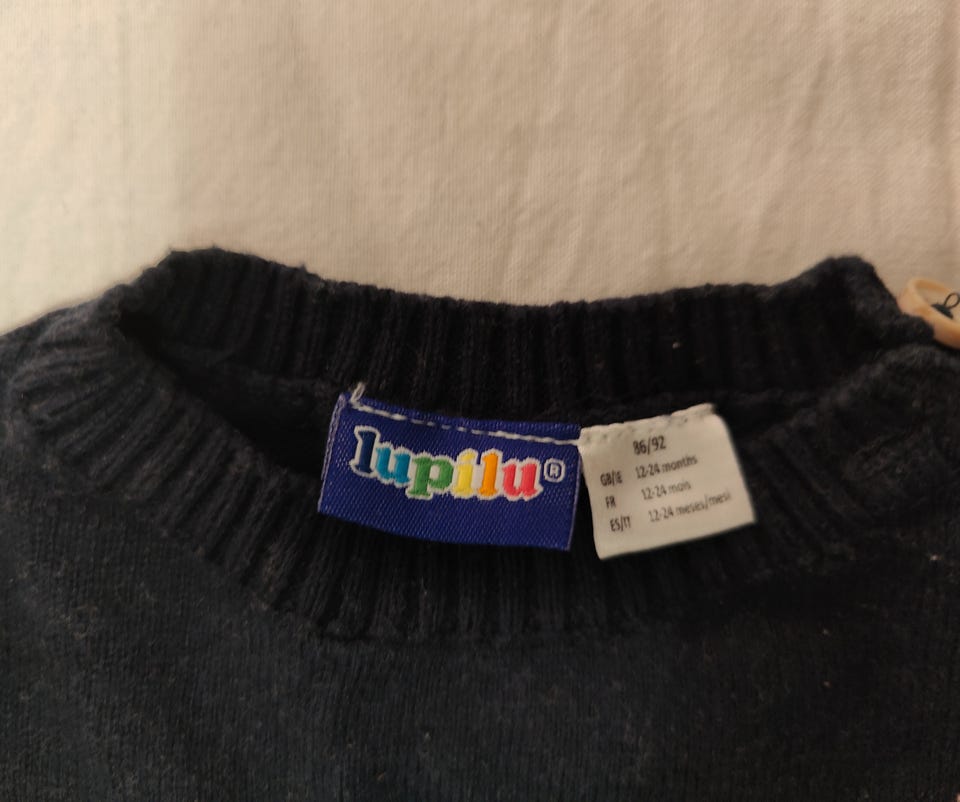 lupilu®
86/92
GB/IE 12-24 months
FR 12-24 mois
ES/IT 12-24 meses/mesi